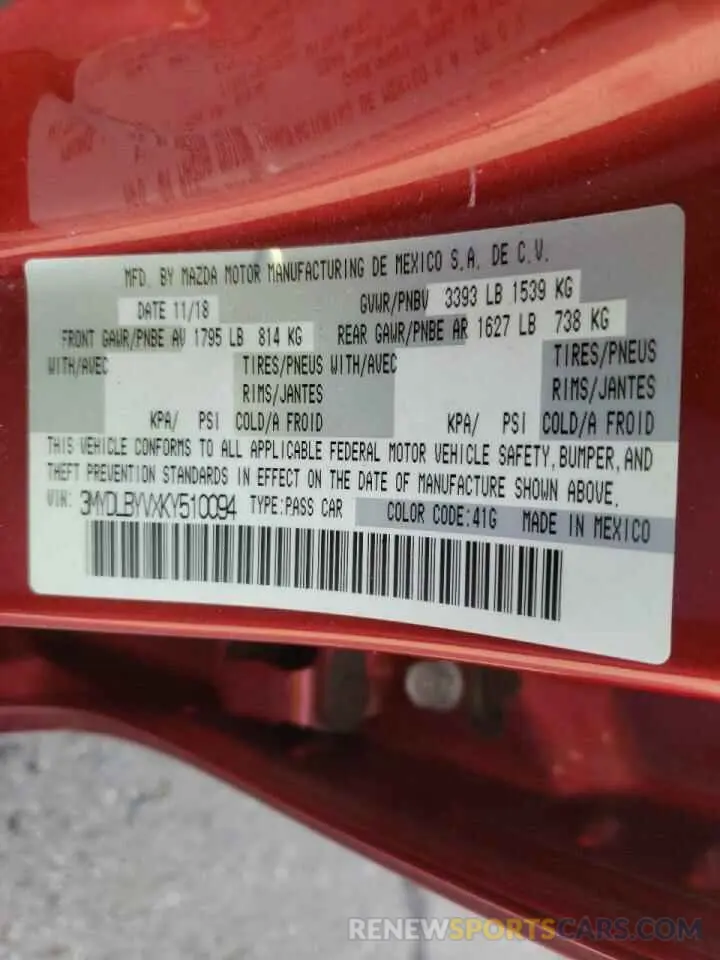 MFD. BY MAZDA MOTOR MANUFACTURING DE MEXICO S.A. DE C.V.
DATE 11/18 GVWR/PNBV 3393 LB 1539 KG
FRONT GAWR/PNBE AV 1795 LB 814 KG REAR GAWR/PNBE AR 1627 LB 738 KG
WITH/AVEC TIRES/PNEUS WITH/AVEC TIRES/PNEUS
RIMS/JANTES RIMS/JANTES
KPA/ PSI COLD/A FROID KPA/ PSI COLD/A FROID
THIS VEHICLE CONFORMS TO ALL APPLICABLE FEDERAL MOTOR VEHICLE SAFETY, BUMPER, AND
THEFT PREVENTION STANDARDS IN EFFECT ON THE DATE OF MANUFACTURE SHOWN ABOVE.
VIN: 3MYDLBYVXKY510094 TYPE:PASS CAR COLOR CODE:41G MADE IN MEXICO
RENEWSPORTSCARS.COM